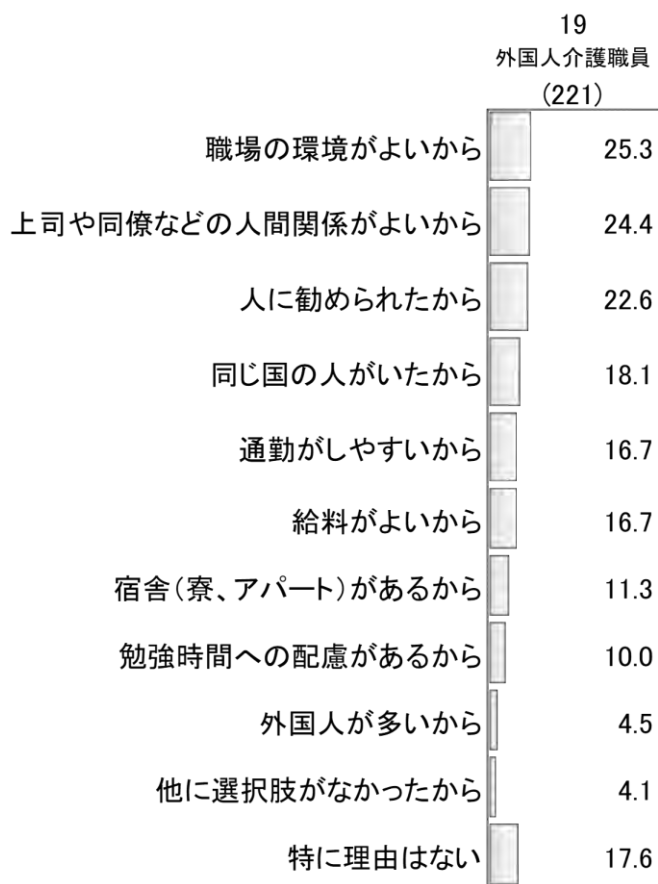 19
外国人介護職員
(221)
職場の環境がよいから 25.3
上司や同僚などの人間関係がよいから 24.4
人に勧められたから 22.6
同じ国の人がいたから 18.1
通勤がしやすいから 16.7
給料がよいから 16.7
宿舎(寮、アパート)があるから 11.3
勉強時間への配慮があるから 10.0
外国人が多いから 4.5
他に選択肢がなかったから 4.1
特に理由はない 17.6